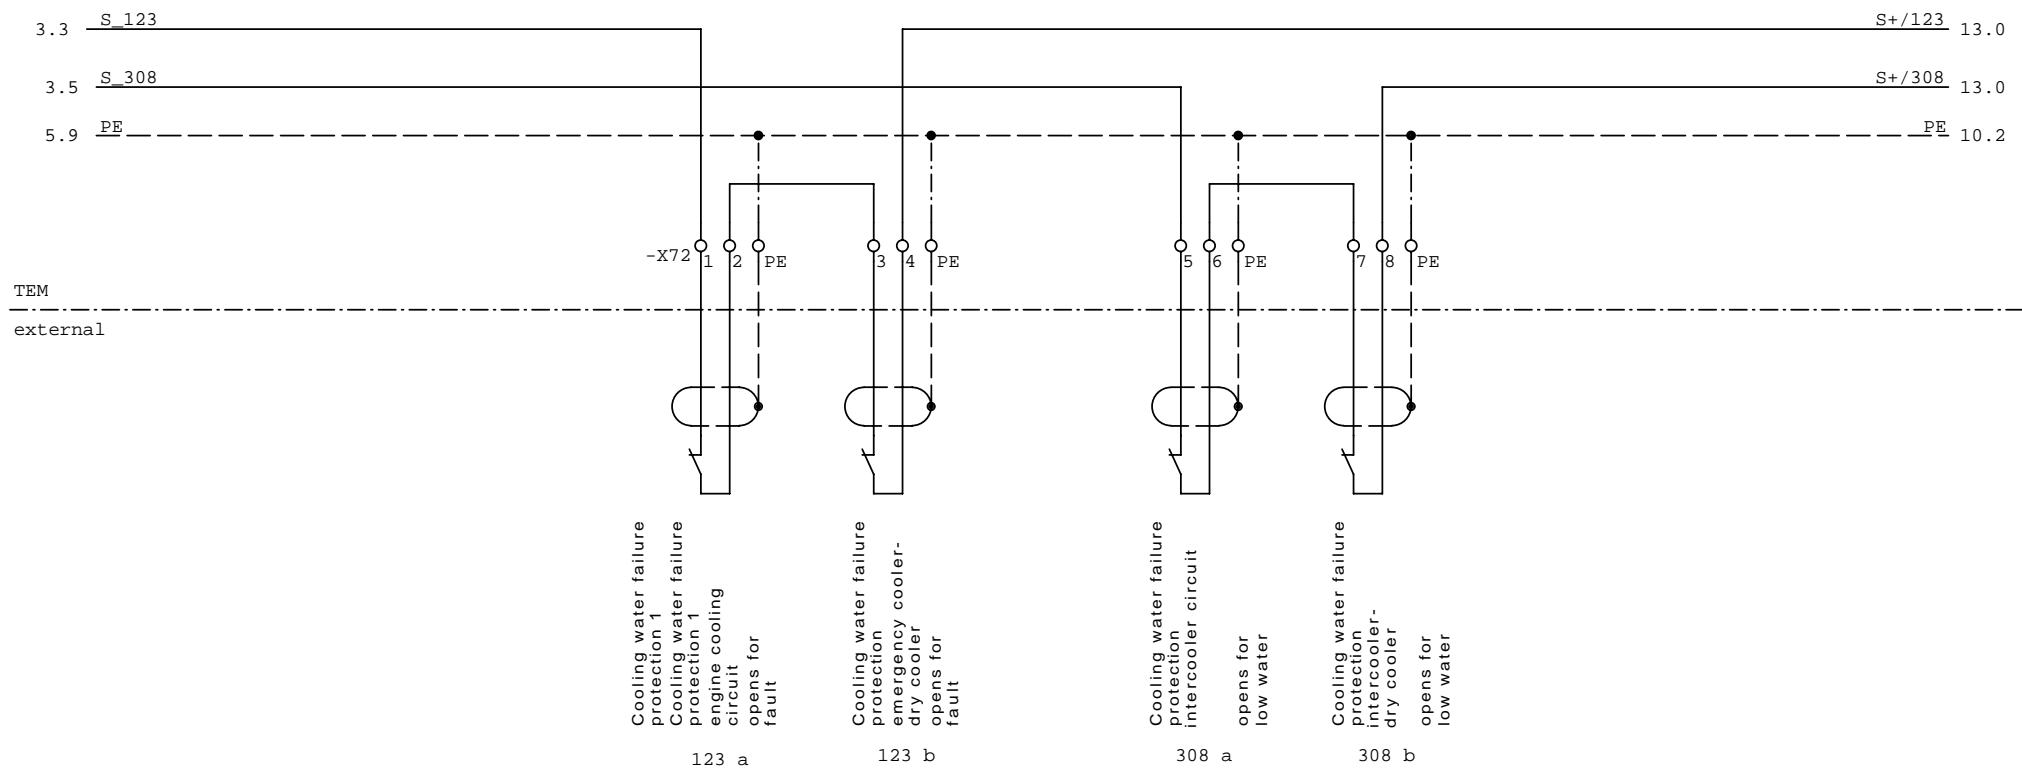 3.3 S_123 S+/123 13.0
3.5 S_308 S+/308 13.0
5.9 PE PE 10.2
-X72 1 2 PE 3 4 PE 5 6 PE 7 8 PE
TEM
external
Cooling water failure
protection 1
Cooling water failure
protection 1
engine cooling
circuit
opens for
fault
123 a
Cooling water failure
protection
emergency cooler-
dry cooler
opens for
fault
123 b
Cooling water failure
protection
intercooler circuit
opens for
low water
308 a
Cooling water failure
protection
intercooler-
dry cooler
opens for
low water
308 b